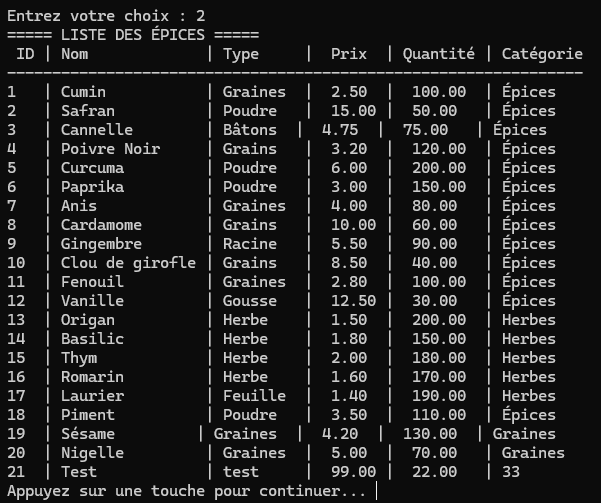 Entrez votre choix : 2
===== LISTE DES ÉPICES =====
 ID | Nom             | Type     |  Prix  | Quantité | Catégorie
----------------------------------------------------------------
1   | Cumin           | Graines  |  2.50  |  100.00  | Épices
2   | Safran          | Poudre   |  15.00 | 50.00    | Épices
3   | Cannelle        | Bâtons  |  4.75  |  75.00    | Épices
4   | Poivre Noir     | Grains   |  3.20  |  120.00  | Épices
5   | Curcuma         | Poudre   |  6.00  |  200.00  | Épices
6   | Paprika         | Poudre   |  3.00  |  150.00  | Épices
7   | Anis            | Graines  |  4.00  |  80.00   | Épices
8   | Cardamome       | Grains   |  10.00 |  60.00   | Épices
9   | Gingembre       | Racine   |  5.50  |  90.00   | Épices
10  | Clou de girofle | Grains   |  8.50  |  40.00   | Épices
11  | Fenouil         | Graines  |  2.80  |  100.00  | Épices
12  | Vanille         | Gousse   |  12.50 | 30.00    | Épices
13  | Origan          | Herbe    |  1.50  |  200.00  | Herbes
14  | Basilic         | Herbe    |  1.80  |  150.00  | Herbes
15  | Thym            | Herbe    |  2.00  |  180.00  | Herbes
16  | Romarin         | Herbe    |  1.60  |  170.00  | Herbes
17  | Laurier         | Feuille  |  1.40  |  190.00  | Herbes
18  | Piment          | Poudre   |  3.50  |  110.00  | Épices
19  | Sésame         | Graines  |  4.20  |  130.00  | Graines
20  | Nigelle         | Graines  |  5.00  |  70.00   | Graines
21  | Test            | test     |  99.00 | 22.00    | 33
Appuyez sur une touche pour continuer...